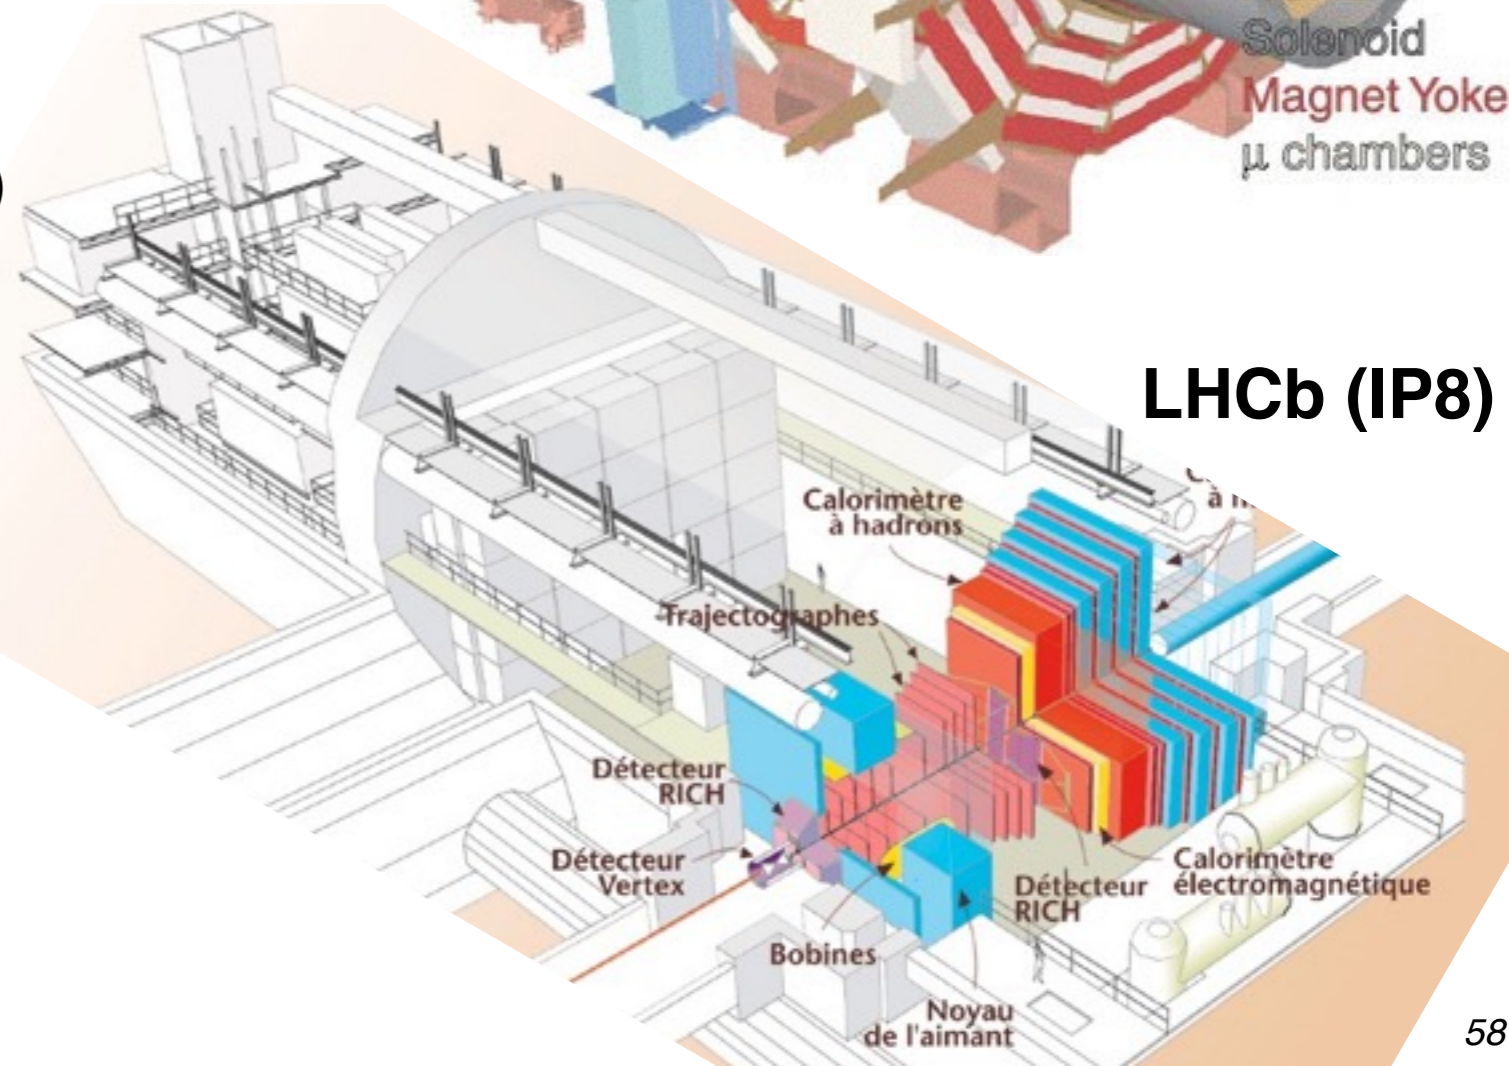 Solenoid
Magnet Yoke
μ chambers
)
LHCb (IP8)
Calorimètre
à hadrons
Trajectographes
Détecteur
RICH
Détecteur
Vertex
Calorimètre
électromagnétique
Détecteur
RICH
Bobines
Noyau
de l'aimant
58